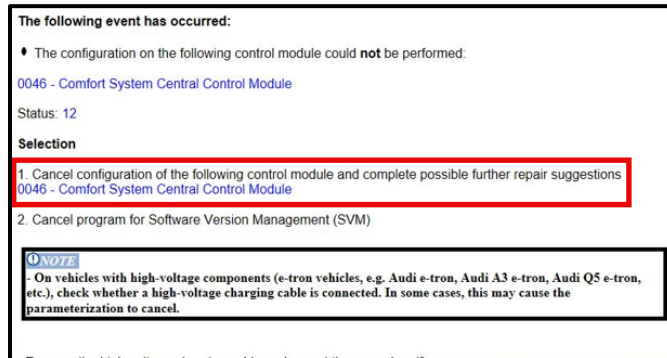 The following event has occurred:
• The configuration on the following control module could not be performed:
0046 - Comfort System Central Control Module
Status: 12
Selection
1. Cancel configuration of the following control module and complete possible further repair suggestions
0046 - Comfort System Central Control Module
2. Cancel program for Software Version Management (SVM)
NOTE
- On vehicles with high-voltage components (e-tron vehicles, e.g. Audi e-tron, Audi A3 e-tron, Audi Q5 e-tron,
etc.), check whether a high-voltage charging cable is connected. In some cases, this may cause the
parameterization to cancel.